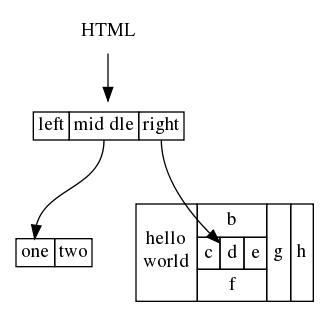 HTML
left mid dle right
one two
hello
world
b
c d e
f
g
h